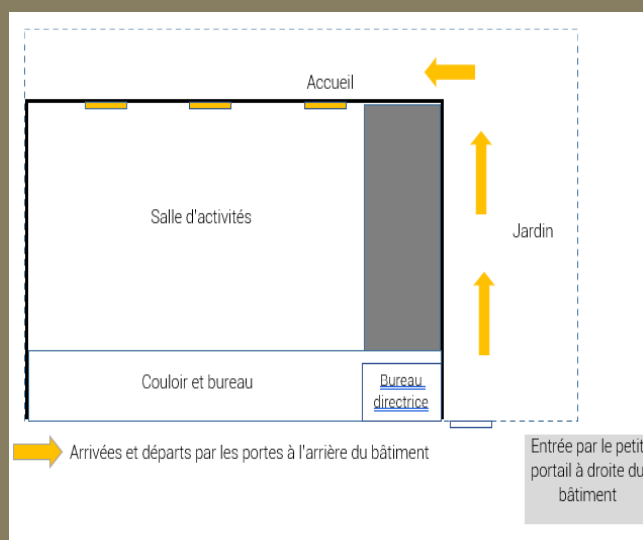 Accueil
Salle d'activités
Jardin
Couloir et bureau
Bureau
directrice
Arrivées et départs par les portes à l'arrière du bâtiment
Entrée par le petit
portail à droite du
bâtiment